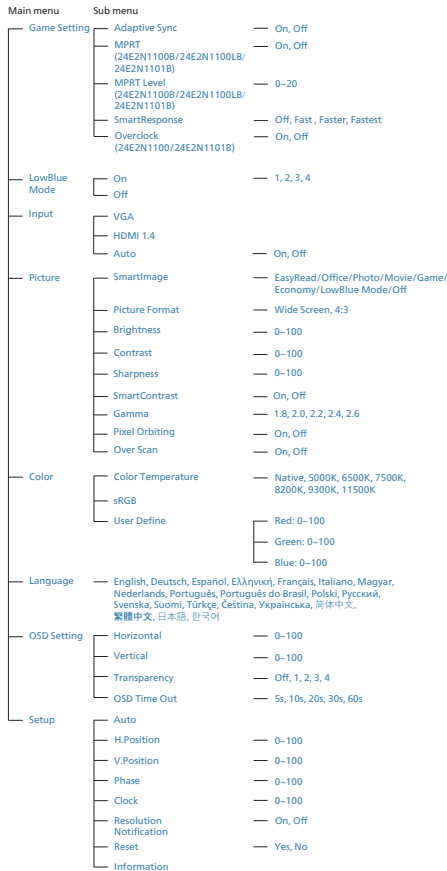 Main menu Sub menu
Game Setting Adaptive Sync On, Off
MPRT On, Off
(24E2N1100B/24E2N1100LB/
24E2N1101B)
MPRT Level 0~20
(24E2N1100B/24E2N1100LB/
24E2N1101B)
SmartResponse Off, Fast , Faster, Fastest
Overclock On, Off
(24E2N1100/24E2N1101B)
LowBlue On 1, 2, 3, 4
Mode
Off
Input VGA
HDMI 1.4
Auto On, Off
Picture SmartImage EasyRead/Office/Photo/Movie/Game/
Economy/LowBlue Mode/Off
Picture Format Wide Screen, 4:3
Brightness 0~100
Contrast 0~100
Sharpness 0~100
SmartContrast On, Off
Gamma 1.8, 2.0, 2.2, 2.4, 2.6
Pixel Orbiting On, Off
Over Scan On, Off
Color Color Temperature Native, 5000K, 6500K, 7500K,
8200K, 9300K, 11500K
sRGB
User Define Red: 0~100
Green: 0~100
Blue: 0~100
Language English, Deutsch, Español, Ελληνική, Français, Italiano, Magyar,
Nederlands, Português, Português do Brasil, Polski, Русский,
Svenska, Suomi, Türkçe, Čeština, Українська, 简体中文,
繁體中文, 日本語, 한국어
OSD Setting Horizontal 0~100
Vertical 0~100
Transparency Off, 1, 2, 3, 4
OSD Time Out 5s, 10s, 20s, 30s, 60s
Setup Auto
H.Position 0~100
V.Position 0~100
Phase 0~100
Clock 0~100
Resolution On, Off
Notification
Reset Yes, No
Information